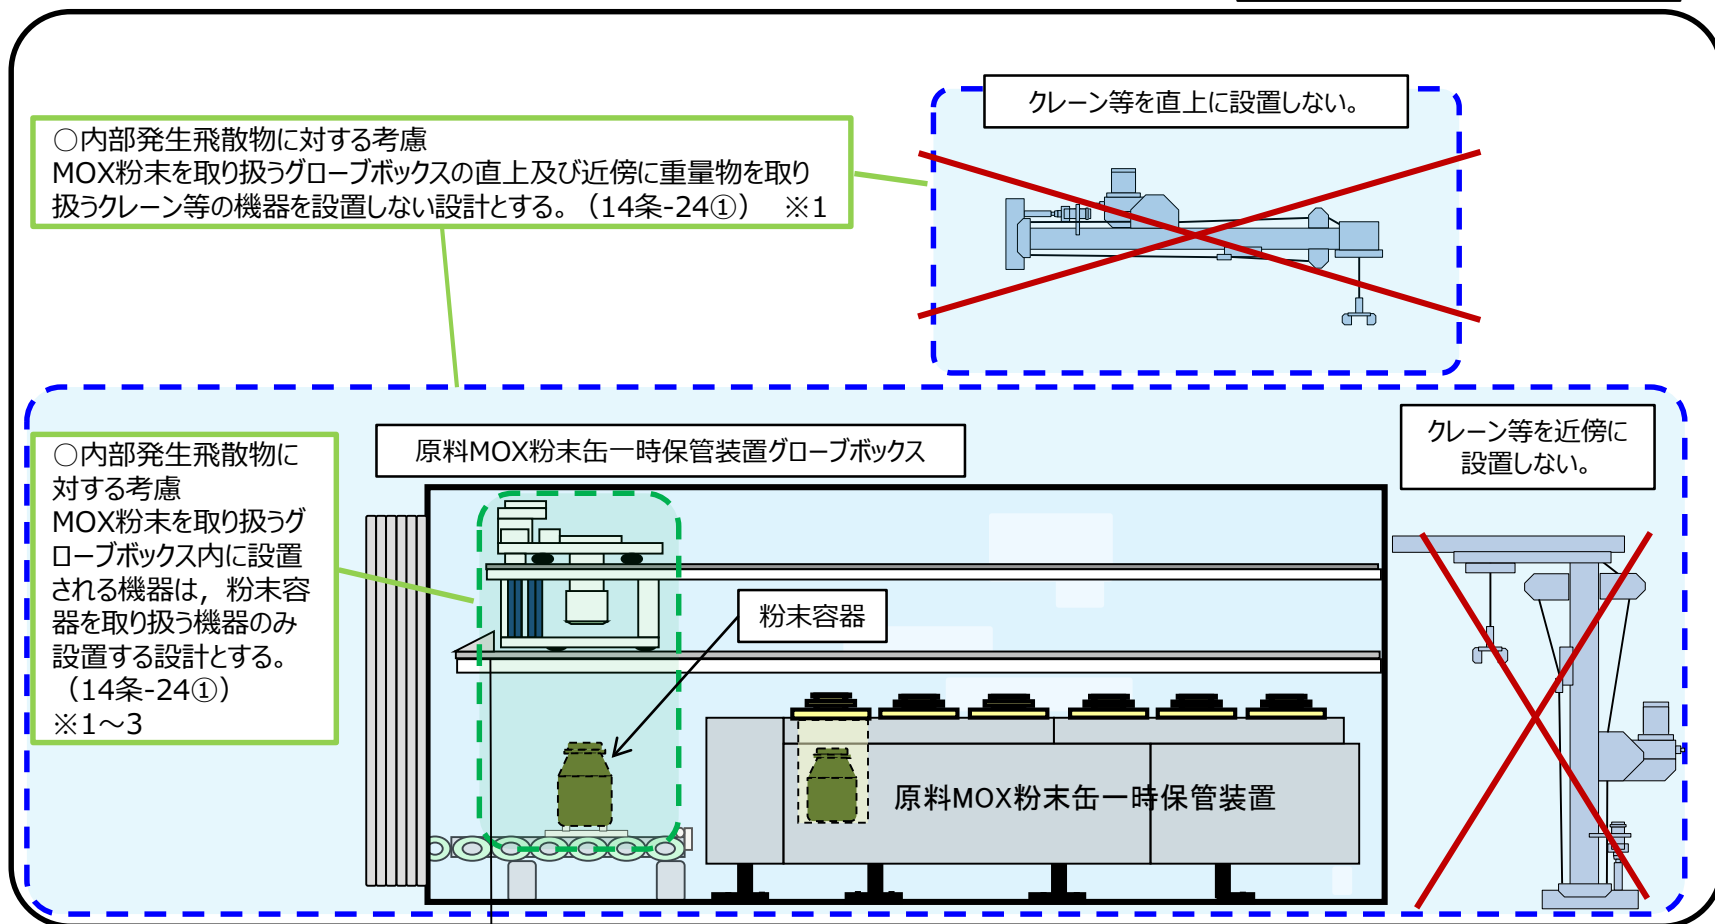 クレーン等を直上に設置しない。
○内部発生飛散物に対する考慮
MOX粉末を取り扱うグローブボックスの直上及び近傍に重量物を取り
扱うクレーン等の機器を設置しない設計とする。（14条-24①）　※1
クレーン等を近傍に
設置しない。
原料MOX粉末缶一時保管装置グローブボックス
○内部発生飛散物に
対する考慮
MOX粉末を取り扱うグ
ローブボックス内に設置
される機器は，粉末容
器を取り扱う機器のみ
設置する設計とする。
（14条-24①）
※1～3
粉末容器
原料MOX粉末缶一時保管装置